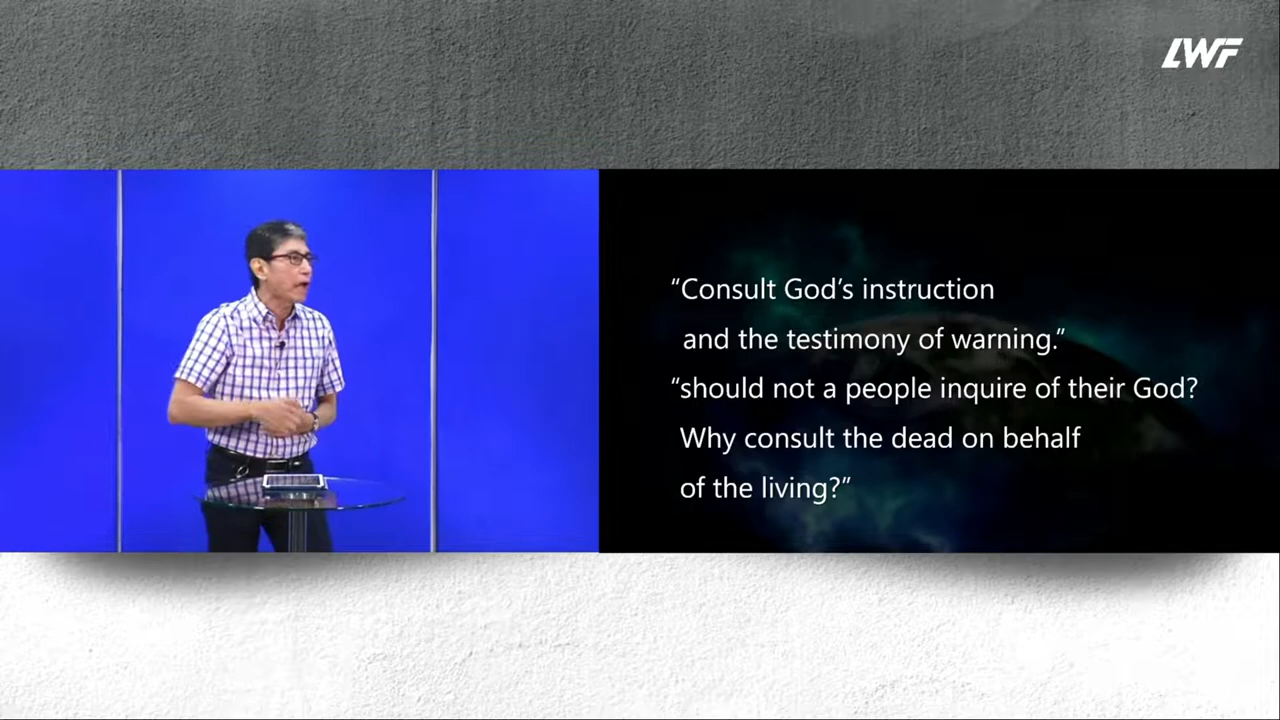 LWF
“Consult God’s instruction
and the testimony of warning.”
“should not a people inquire of their God?
Why consult the dead on behalf
of the living?”